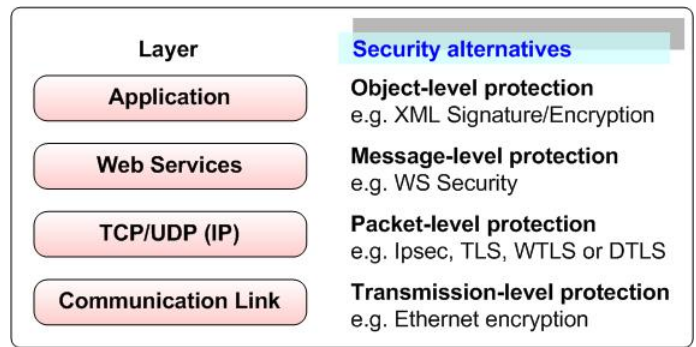 Layer Security alternatives
Application Object-level protection
e.g. XML Signature/Encryption
Web Services Message-level protection
e.g. WS Security
TCP/UDP (IP) Packet-level protection
e.g. Ipsec, TLS, WTLS or DTLS
Communication Link Transmission-level protection
e.g. Ethernet encryption